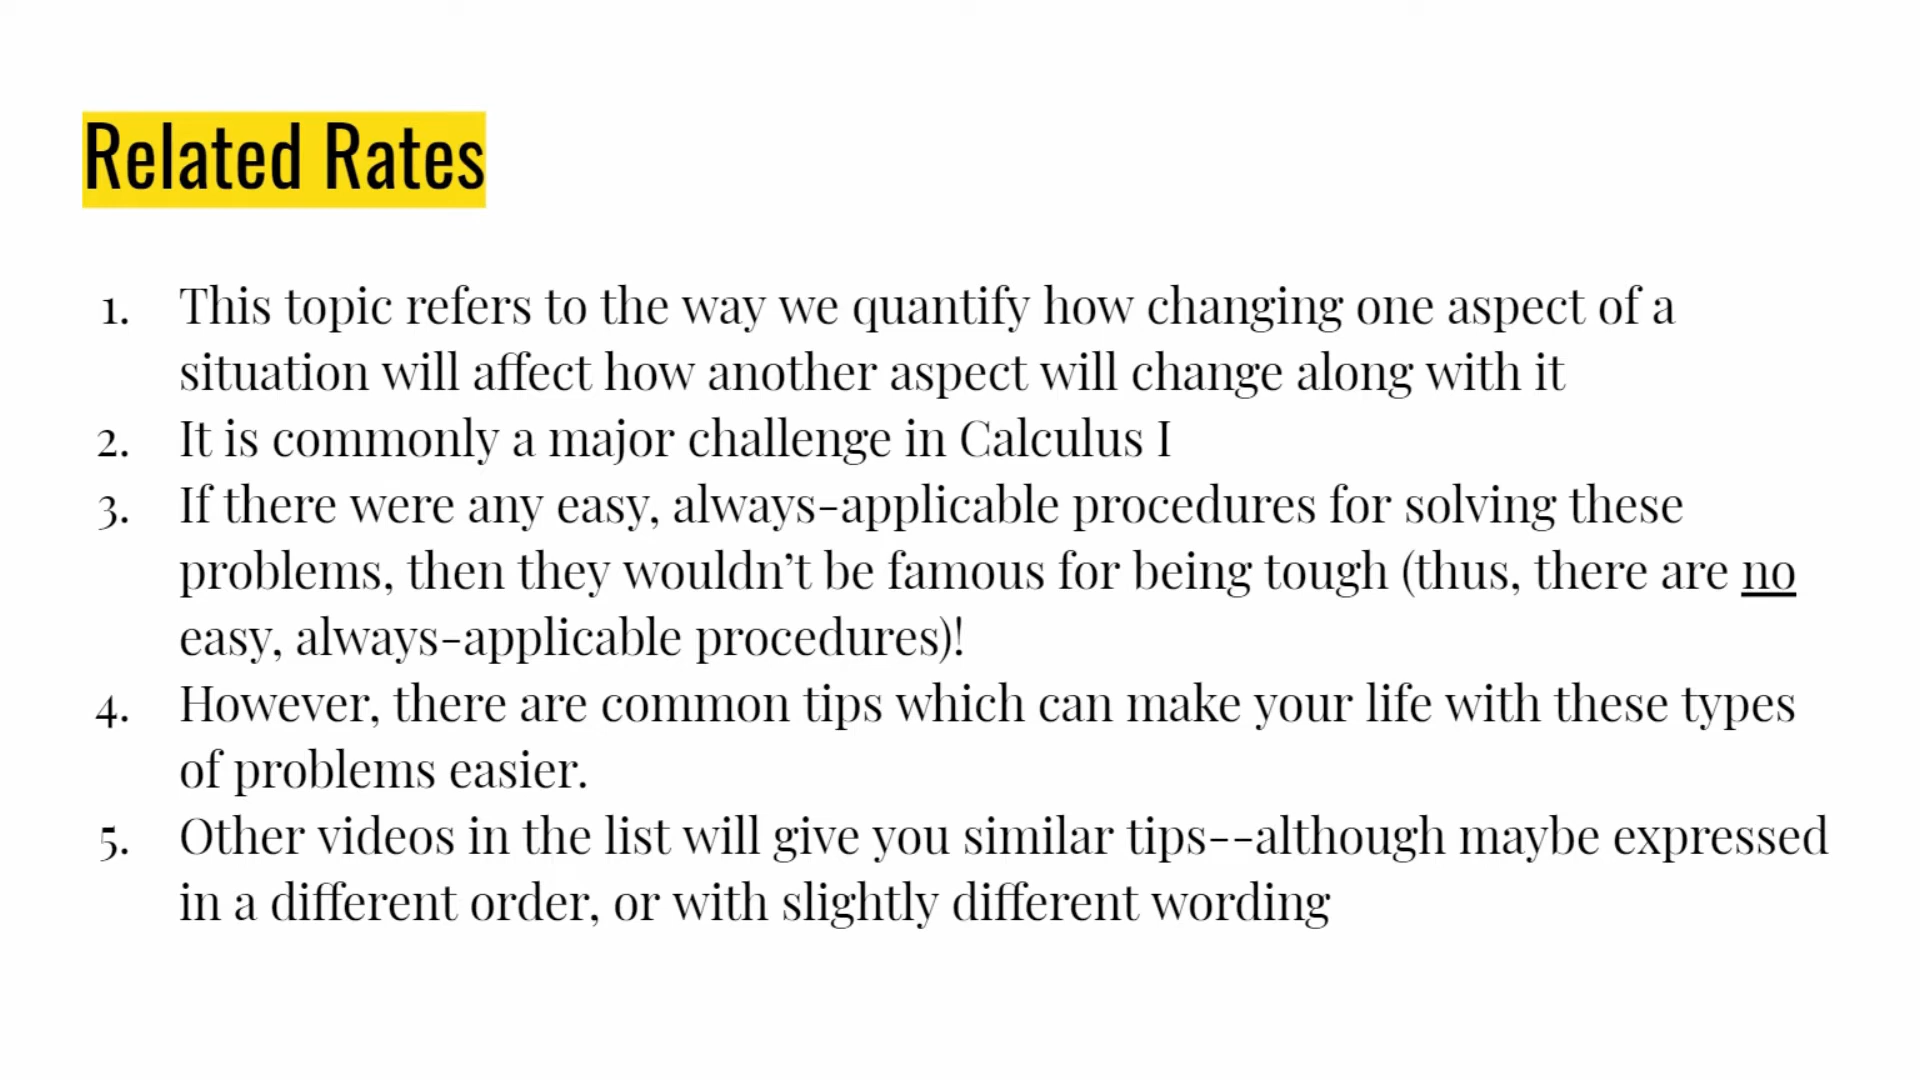 Related Rates
1. This topic refers to the way we quantify how changing one aspect of a
situation will affect how another aspect will change along with it
2. It is commonly a major challenge in Calculus I
3. If there were any easy, always-applicable procedures for solving these
problems, then they wouldn’t be famous for being tough (thus, there are no
easy, always-applicable procedures)!
4. However, there are common tips which can make your life with these types
of problems easier.
5. Other videos in the list will give you similar tips--although maybe expressed
in a different order, or with slightly different wording